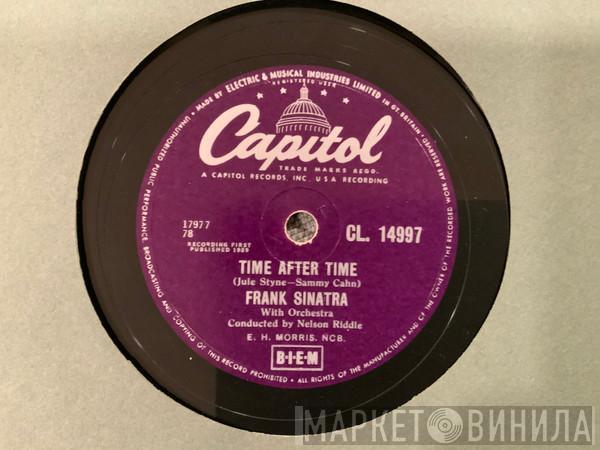 MADE BY ELECTRIC & MUSICAL INDUSTRIES LIMITED IN GT. BRITAIN •
REGISTERED USER
Capitol
TRADE MARKS REGD.
A CAPITOL RECORDS, INC. U S A RECORDING
17977
78
CL. 14997
RECORDING FIRST
PUBLISHED 1959
TIME AFTER TIME
(Jule Styne—Sammy Cahn)
FRANK SINATRA
With Orchestra
Conducted by Nelson Riddle
E. H. MORRIS. NCB.
B·I·E·M
• UNAUTHORIZED PUBLIC PERFORMANCE, BROADCASTING AND COPYING OF THIS RECORD PROHIBITED • ALL RIGHTS OF THE MANUFACTURER AND OF THE OWNER OF THE RECORDED WORK ARE RESERVED
МАРКЕТ ВИНИЛА